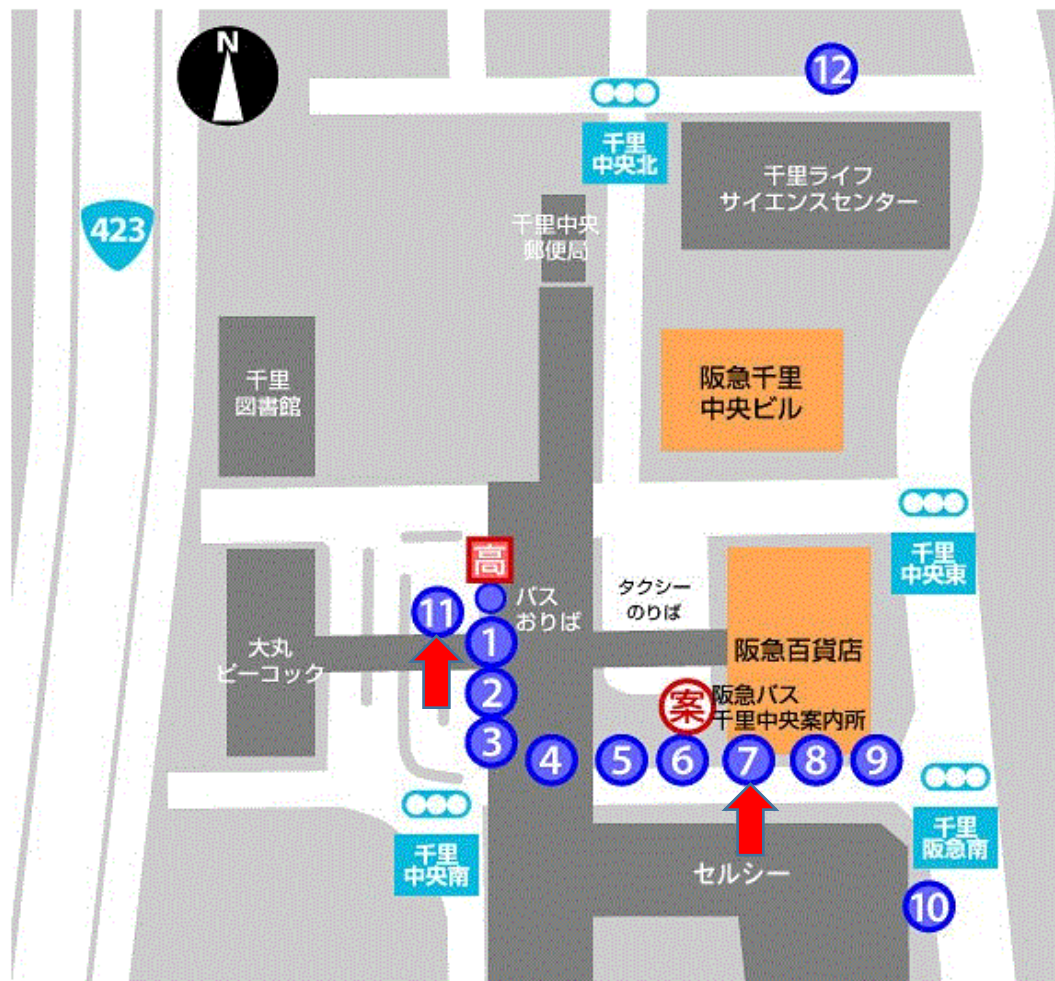 N
12
千里
中央北
千里ライフ
サイエンスセンター
423
千里中央
郵便局
千里
図書館
阪急千里
中央ビル
千里
中央東
高
バス
おりば
タクシー
のりば
11
1
大丸
ピーコック
阪急百貨店
2
案
阪急バス
千里中央案内所
3
4
5
6
7
8
9
千里
中央南
千里
阪急南
セルシー
10